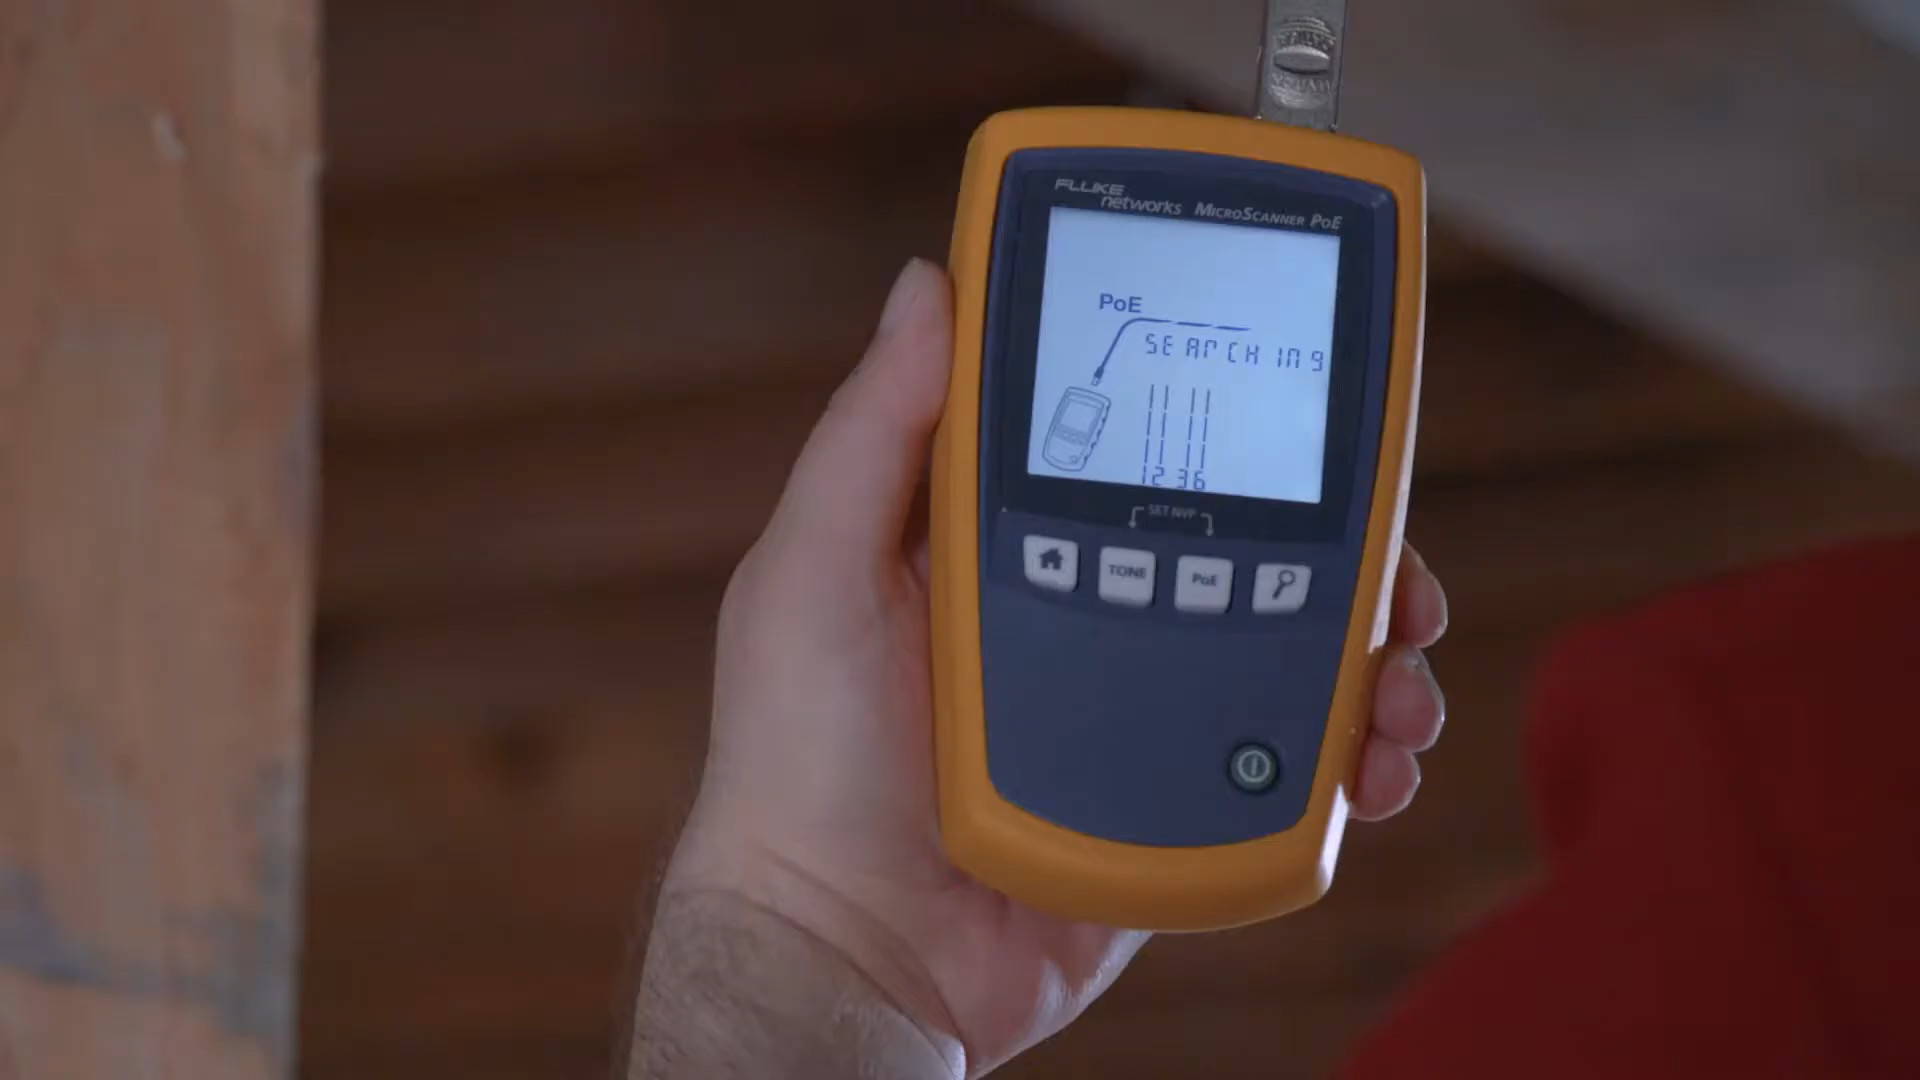 FLUKE
networks MICROSCANNER PoE
PoE
SEArCHIng
1236
SET NVP
TONE
PoE